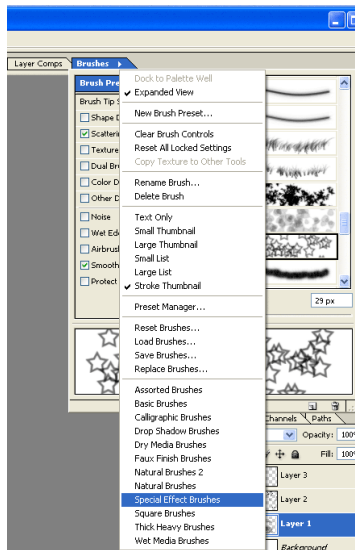 Layer Comps
Brushes
Brush Pre
Brush Tip S
Shape D
Scatterin
Texture
Dual Bru
Color D
Other D
Noise
Wet Ed
Airbrush
Smooth
Protect
Dock to Palette Well
Expanded View
New Brush Preset...
Clear Brush Controls
Reset All Locked Settings
Copy Texture to Other Tools
Rename Brush...
Delete Brush
Text Only
Small Thumbnail
Large Thumbnail
Small List
Large List
Stroke Thumbnail
Preset Manager...
Reset Brushes...
Load Brushes...
Save Brushes...
Replace Brushes...
Assorted Brushes
Basic Brushes
Calligraphic Brushes
Drop Shadow Brushes
Dry Media Brushes
Faux Finish Brushes
Natural Brushes 2
Natural Brushes
Special Effect Brushes
Square Brushes
Thick Heavy Brushes
Wet Media Brushes
29 px
Channels Paths
Opacity: 100%
Fill: 100%
Layer 3
Layer 2
Layer 1
Background